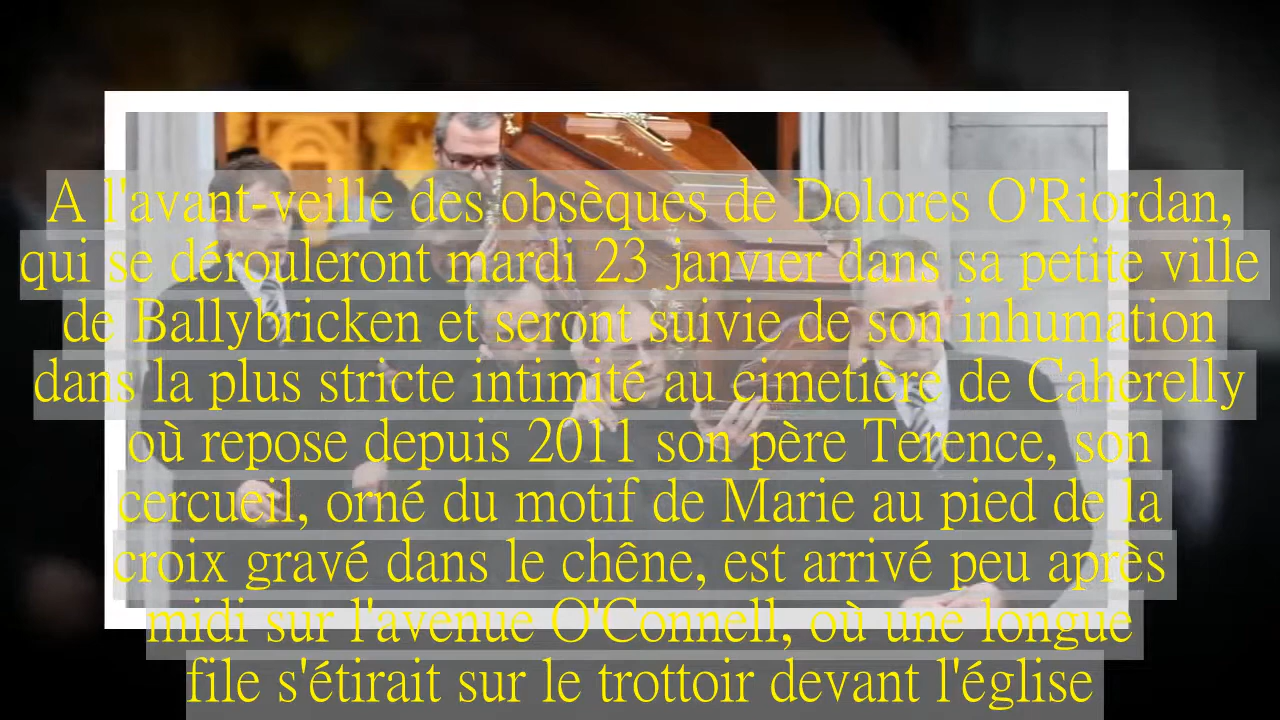 A l'avant-veille des obsèques de Dolores O'Riordan,
qui se dérouleront mardi 23 janvier dans sa petite ville
de Ballybricken et seront suivie de son inhumation
dans la plus stricte intimité au cimetière de Caherelly
où repose depuis 2011 son père Terence, son
cercueil, orné du motif de Marie au pied de la
croix gravé dans le chêne, est arrivé peu après
midi sur l'avenue O'Connell, où une longue
file s'étirait sur le trottoir devant l'église